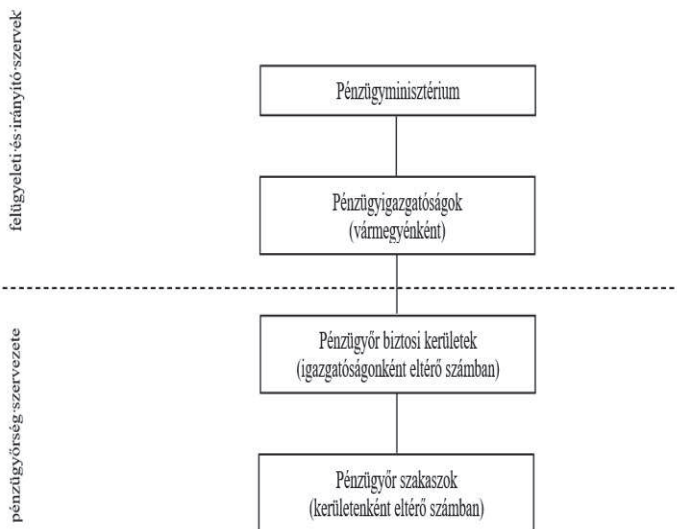 felügyeleti és irányító szervek
Pénzügyminisztérium
Pénzügyigazgatóságok
(vármegyénként)
pénzügyőrség szervezete
Pénzügyőr biztosi kerületek
(igazgatóságonként eltérő számban)
Pénzügyőr szakaszok
(kerületenként eltérő számban)